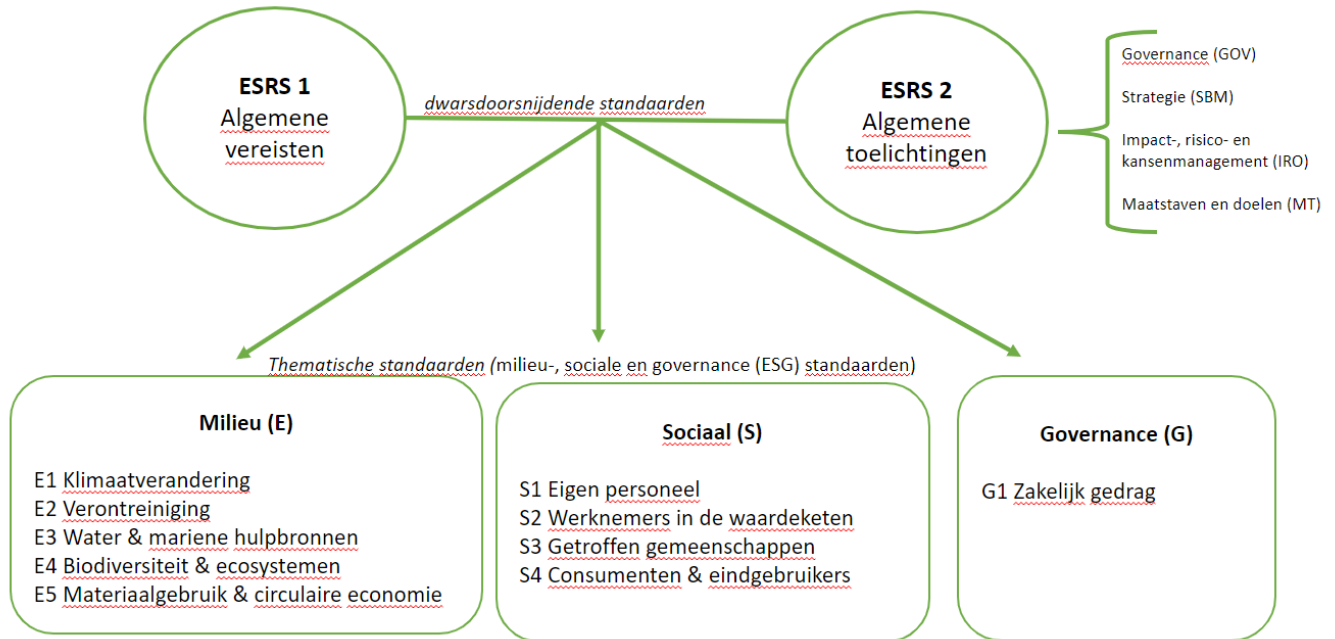 ESRS 1
Algemene
vereisten
dwarsdoorsnijdende standaarden
ESRS 2
Algemene
toelichtingen
Governance (GOV)
Strategie (SBM)
Impact-, risico- en
kansenmanagement (IRO)
Maatstaven en doelen (MT)
Thematische standaarden (milieu-, sociale en governance (ESG) standaarden)
Milieu (E)
E1 Klimaatverandering
E2 Verontreiniging
E3 Water & mariene hulpbronnen
E4 Biodiversiteit & ecosystemen
E5 Materiaalgebruik & circulaire economie
Sociaal (S)
S1 Eigen personeel
S2 Werknemers in de waardeketen
S3 Getroffen gemeenschappen
S4 Consumenten & eindgebruikers
Governance (G)
G1 Zakelijk gedrag